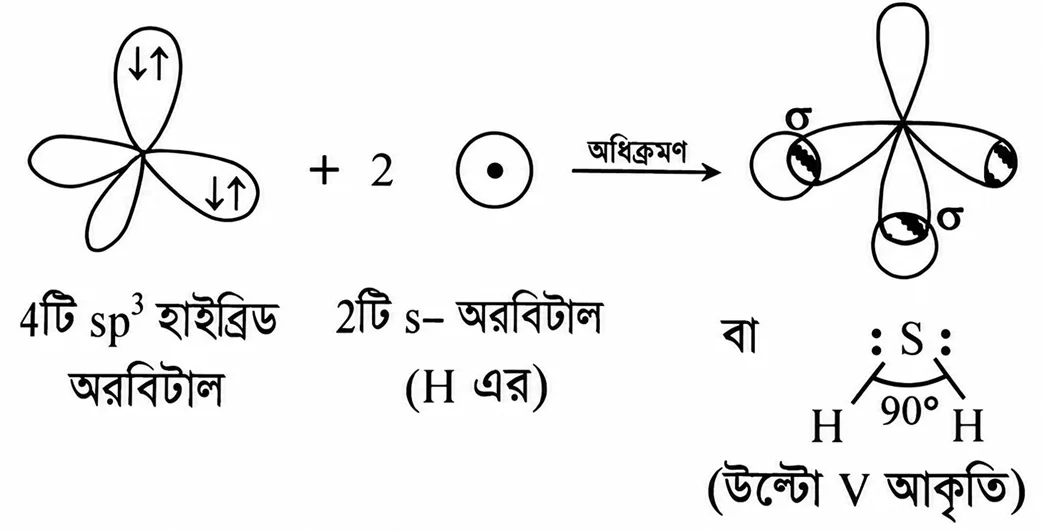 ↓↑
↓↑
+ 2
অধিক্রমণ
σ
σ
4টি sp³ হাইব্রিড
অরবিটাল
2টি s– অরবিটাল
(H এর)
বা
: S :
H 90° H
(উল্টো V আকৃতি)